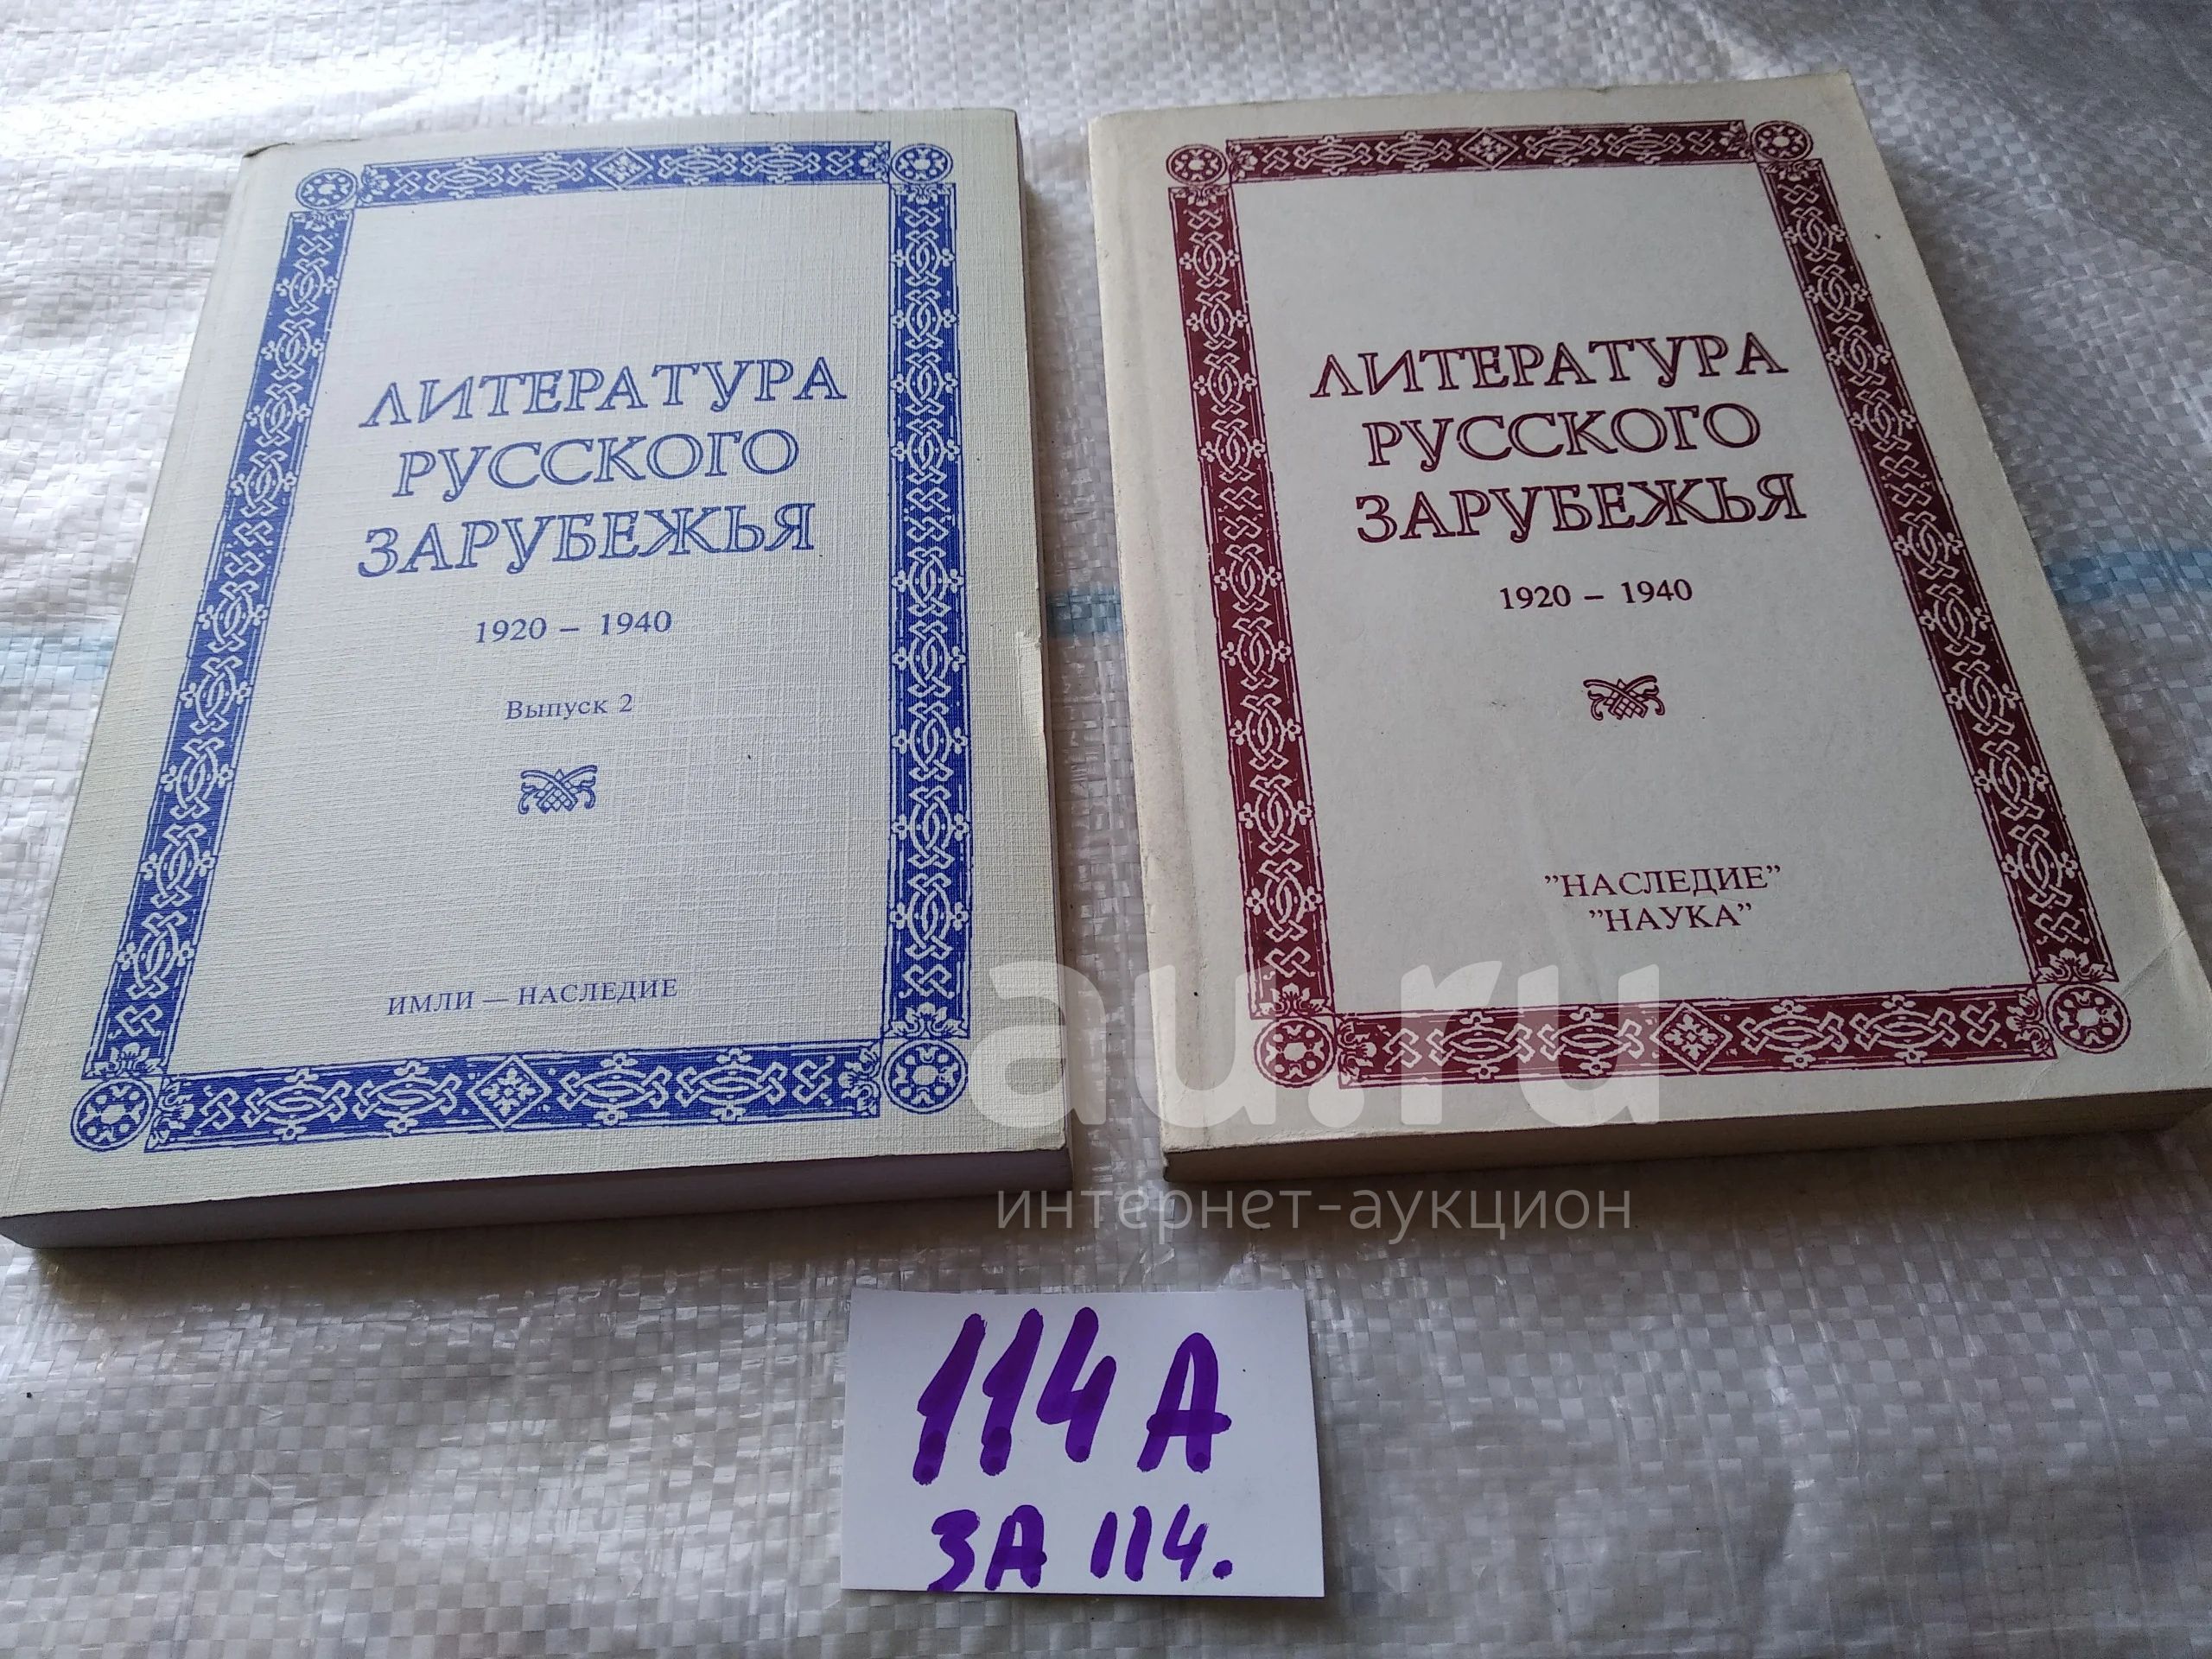 ЛИТЕРАТУРА
РУССКОГО
ЗАРУБЕЖЬЯ
1920 – 1940
Выпуск 2
ИМЛИ — НАСЛЕДИЕ
ЛИТЕРАТУРА
РУССКОГО
ЗАРУБЕЖЬЯ
1920 – 1940
"НАСЛЕДИЕ"
"НАУКА"
au.ru
интернет-аукцион
114А
ЗА 114.